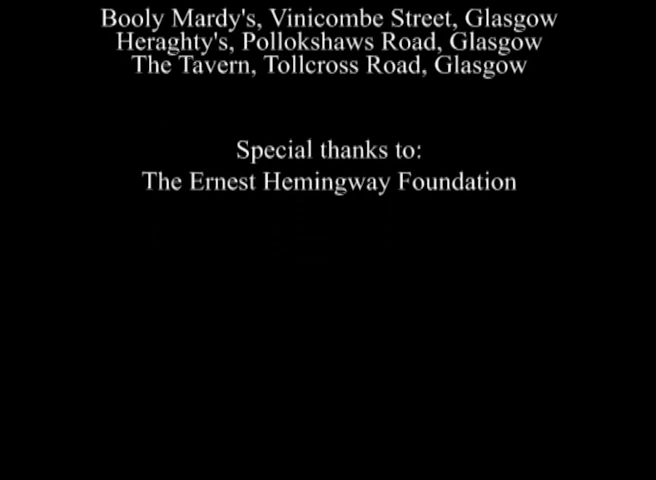 Booly Mardy's, Vinicombe Street, Glasgow
Heraghty's, Pollokshaws Road, Glasgow
The Tavern, Tollcross Road, Glasgow
Special thanks to:
The Ernest Hemingway Foundation